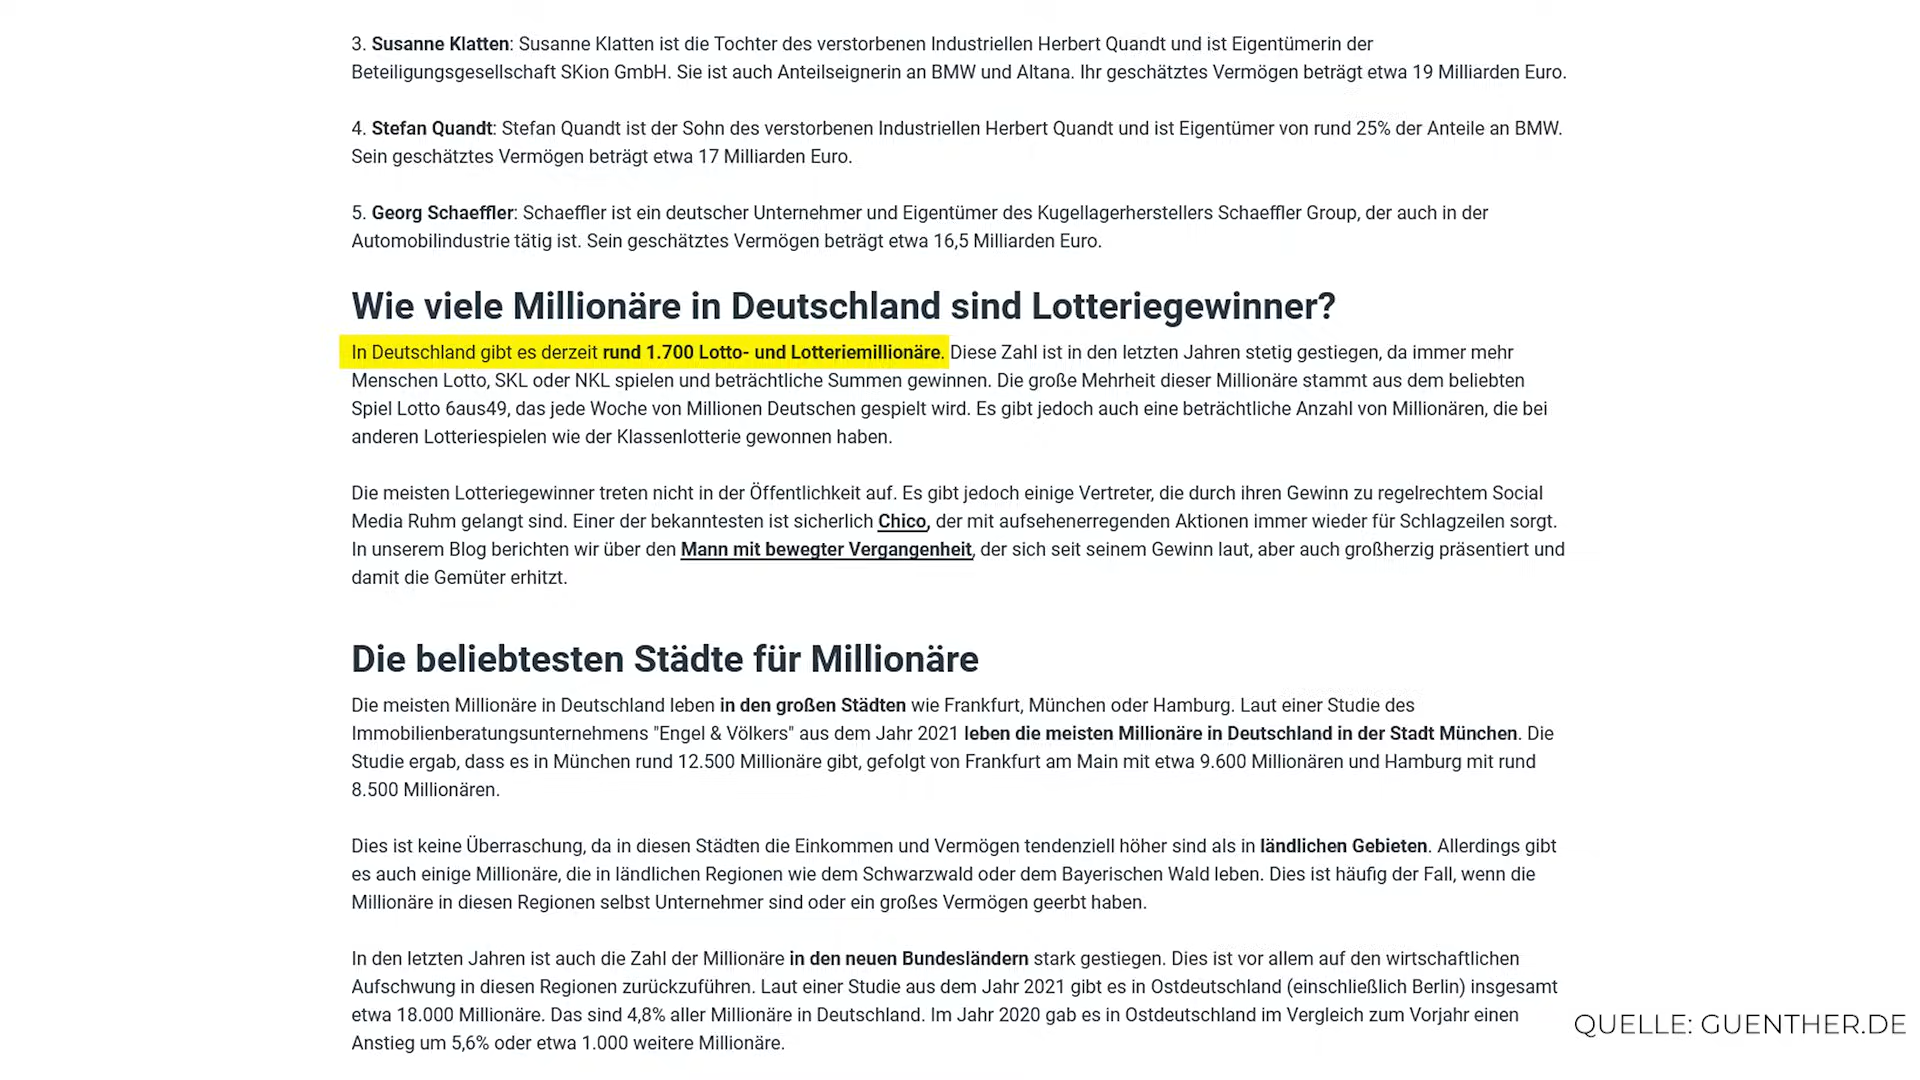 3. Susanne Klatten: Susanne Klatten ist die Tochter des verstorbenen Industriellen Herbert Quandt und ist Eigentümerin der
Beteiligungsgesellschaft SKion GmbH. Sie ist auch Anteilseignerin an BMW und Altana. Ihr geschätztes Vermögen beträgt etwa 19 Milliarden Euro.
4. Stefan Quandt: Stefan Quandt ist der Sohn des verstorbenen Industriellen Herbert Quandt und ist Eigentümer von rund 25% der Anteile an BMW.
Sein geschätztes Vermögen beträgt etwa 17 Milliarden Euro.
5. Georg Schaeffler: Schaeffler ist ein deutscher Unternehmer und Eigentümer des Kugellagerherstellers Schaeffler Group, der auch in der
Automobilindustrie tätig ist. Sein geschätztes Vermögen beträgt etwa 16,5 Milliarden Euro.
Wie viele Millionäre in Deutschland sind Lotteriegewinner?
In Deutschland gibt es derzeit rund 1.700 Lotto- und Lotteriemillionäre. Diese Zahl ist in den letzten Jahren stetig gestiegen, da immer mehr
Menschen Lotto, SKL oder NKL spielen und beträchtliche Summen gewinnen. Die große Mehrheit dieser Millionäre stammt aus dem beliebten
Spiel Lotto 6aus49, das jede Woche von Millionen Deutschen gespielt wird. Es gibt jedoch auch eine beträchtliche Anzahl von Millionären, die bei
anderen Lotteriespielen wie der Klassenlotterie gewonnen haben.
Die meisten Lotteriegewinner treten nicht in der Öffentlichkeit auf. Es gibt jedoch einige Vertreter, die durch ihren Gewinn zu regelrechtem Social
Media Ruhm gelangt sind. Einer der bekanntesten ist sicherlich Chico, der mit aufsehenerregenden Aktionen immer wieder für Schlagzeilen sorgt.
In unserem Blog berichten wir über den Mann mit bewegter Vergangenheit, der sich seit seinem Gewinn laut, aber auch großherzig präsentiert und
damit die Gemüter erhitzt.
Die beliebtesten Städte für Millionäre
Die meisten Millionäre in Deutschland leben in den großen Städten wie Frankfurt, München oder Hamburg. Laut einer Studie des
Immobilienberatungsunternehmens "Engel & Völkers" aus dem Jahr 2021 leben die meisten Millionäre in Deutschland in der Stadt München. Die
Studie ergab, dass es in München rund 12.500 Millionäre gibt, gefolgt von Frankfurt am Main mit etwa 9.600 Millionären und Hamburg mit rund
8.500 Millionären.
Dies ist keine Überraschung, da in diesen Städten die Einkommen und Vermögen tendenziell höher sind als in ländlichen Gebieten. Allerdings gibt
es auch einige Millionäre, die in ländlichen Regionen wie dem Schwarzwald oder dem Bayerischen Wald leben. Dies ist häufig der Fall, wenn die
Millionäre in diesen Regionen selbst Unternehmer sind oder ein großes Vermögen geerbt haben.
In den letzten Jahren ist auch die Zahl der Millionäre in den neuen Bundesländern stark gestiegen. Dies ist vor allem auf den wirtschaftlichen
Aufschwung in diesen Regionen zurückzuführen. Laut einer Studie aus dem Jahr 2021 gibt es in Ostdeutschland (einschließlich Berlin) insgesamt
etwa 18.000 Millionäre. Das sind 4,8% aller Millionäre in Deutschland. Im Jahr 2020 gab es in Ostdeutschland im Vergleich zum Vorjahr einen
Anstieg um 5,6% oder etwa 1.000 weitere Millionäre.
QUELLE: GUENTHER.DE